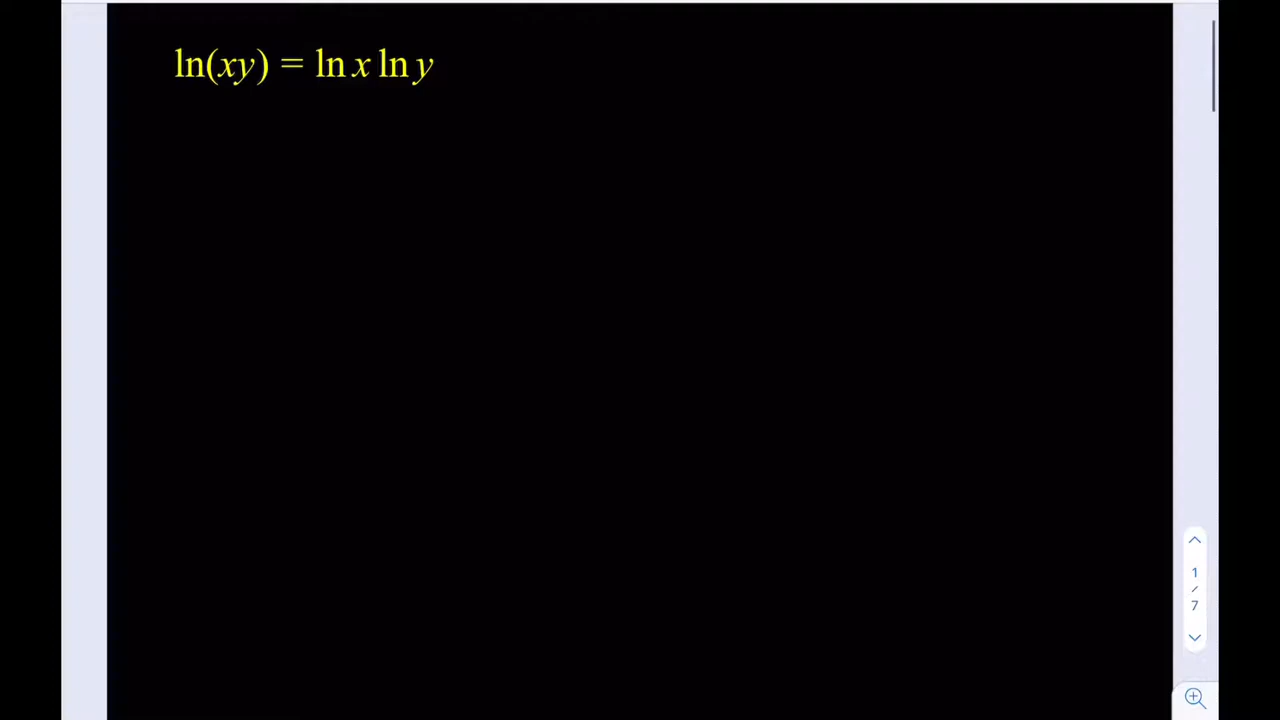 ln(xy) = ln x ln y
1
/
7